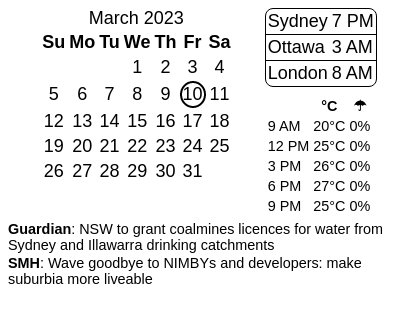 March 2023
Su Mo Tu We Th Fr Sa
1 2 3 4
5 6 7 8 9 10 11
12 13 14 15 16 17 18
19 20 21 22 23 24 25
26 27 28 29 30 31
Sydney 7 PM
Ottawa 3 AM
London 8 AM
°C ☂
9 AM 20°C 0%
12 PM 25°C 0%
3 PM 26°C 0%
6 PM 27°C 0%
9 PM 25°C 0%
Guardian: NSW to grant coalmines licences for water from
Sydney and Illawarra drinking catchments
SMH: Wave goodbye to NIMBYs and developers: make
suburbia more liveable